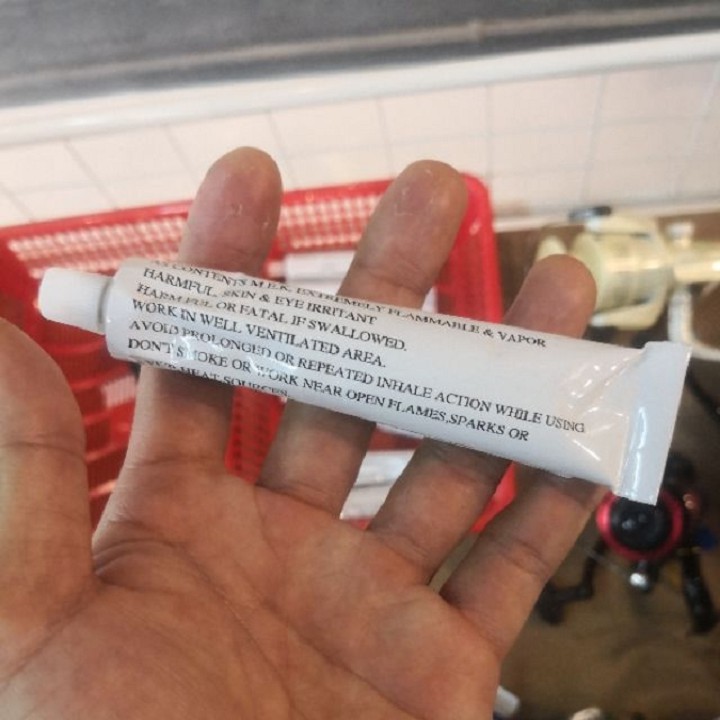 CONTENTS M.E.K. EXTREMELY FLAMMABLE & VAPOR
HARMFUL, SKIN & EYE IRRITANT
HARMFUL OR FATAL IF SWALLOWED.
WORK IN WELL VENTILATED AREA.
AVOID PROLONGED OR REPEATED INHALE ACTION WHILE USING
DON'T SMOKE OR WORK NEAR OPEN FLAMES,SPARKS OR
HEAT SOURCES